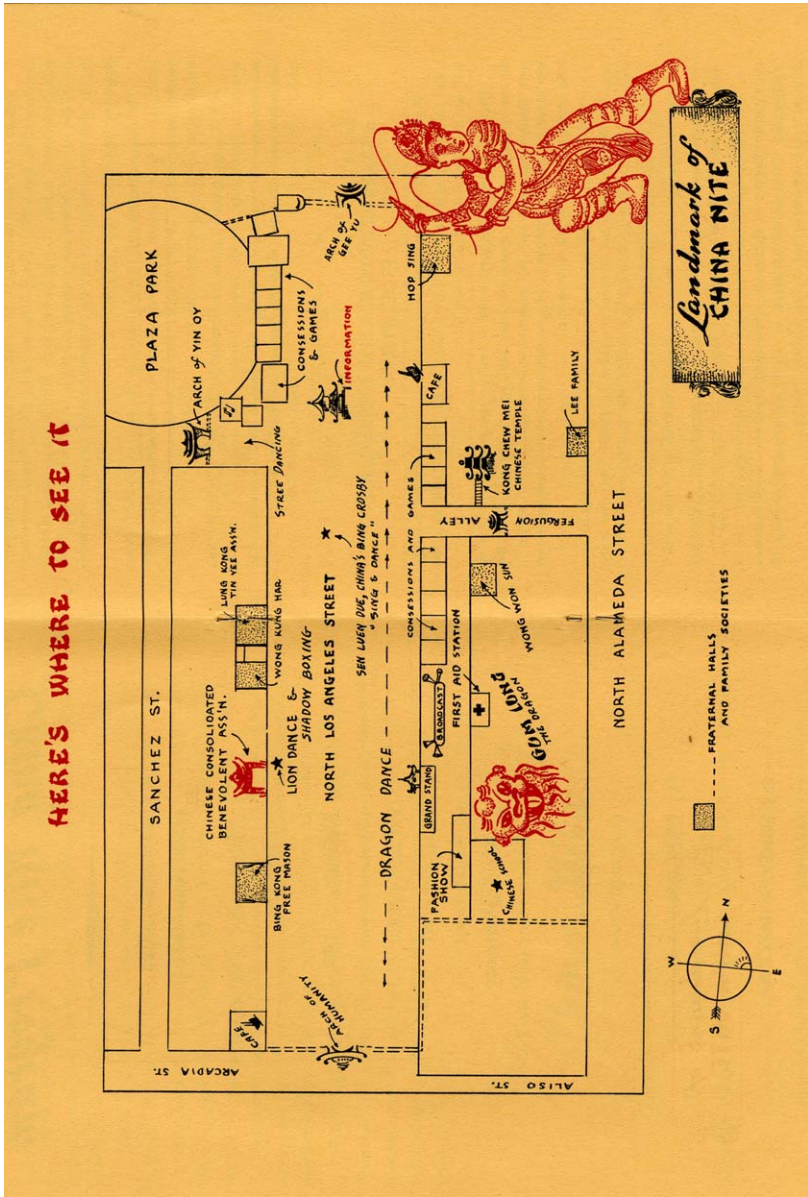 HERE'S WHERE TO SEE IT
SANCHEZ ST.
PLAZA PARK
ARCH of YIN OY
CONSESSIONS
& GAMES
INFORMATION
ARCH of
GEE YU
STREET DANCING
LUNG KONG
TIN YEE ASS'N.
WONG KUNG HAR
CHINESE CONSOLIDATED
BENEVOLENT ASS'N.
BING KONG
FREE MASON
CAFE
ARCADIA ST.
LION DANCE &
SHADOW BOXING
NORTH LOS ANGELES STREET
SEN LUEN DUE, CHINA'S BING CROSBY
"SING & DANCE"
DRAGON DANCE
ARCH OF
HUMANITY
HOP SING
CAFE
CONSESSIONS AND GAMES
KONG CHEW MEI
CHINESE TEMPLE
LEE FAMILY
FERGUSION ALLEY
WONG WON SUN
BROADCAST
FIRST AID STATION
GRAND STAND
GUM LUNG
THE DRAGON
FASHION
SHOW
CHINESE SCHOOL
ALISO ST.
NORTH ALAMEDA STREET
Landmark of
CHINA NITE
FRATERNAL HALLS
AND FAMILY SOCIETIES
W
N
S
E